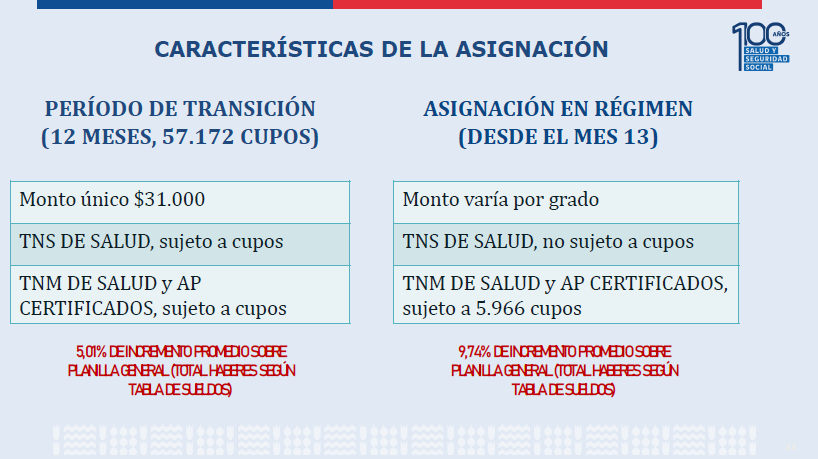 CARACTERÍSTICAS DE LA ASIGNACIÓN
100 AÑOS
SALUD Y
SEGURIDAD
SOCIAL
PERÍODO DE TRANSICIÓN
(12 MESES, 57.172 CUPOS)
Monto único $31.000
TNS DE SALUD, sujeto a cupos
TNM DE SALUD y AP
CERTIFICADOS, sujeto a cupos
5,01% DE INCREMENTO PROMEDIO SOBRE
PLANILLA GENERAL (TOTAL HABERES SEGÚN
TABLA DE SUELDOS)
ASIGNACIÓN EN RÉGIMEN
(DESDE EL MES 13)
Monto varía por grado
TNS DE SALUD, no sujeto a cupos
TNM DE SALUD y AP CERTIFICADOS,
sujeto a 5.966 cupos
9,74% DE INCREMENTO PROMEDIO SOBRE
PLANILLA GENERAL (TOTAL HABERES SEGÚN
TABLA DE SUELDOS)